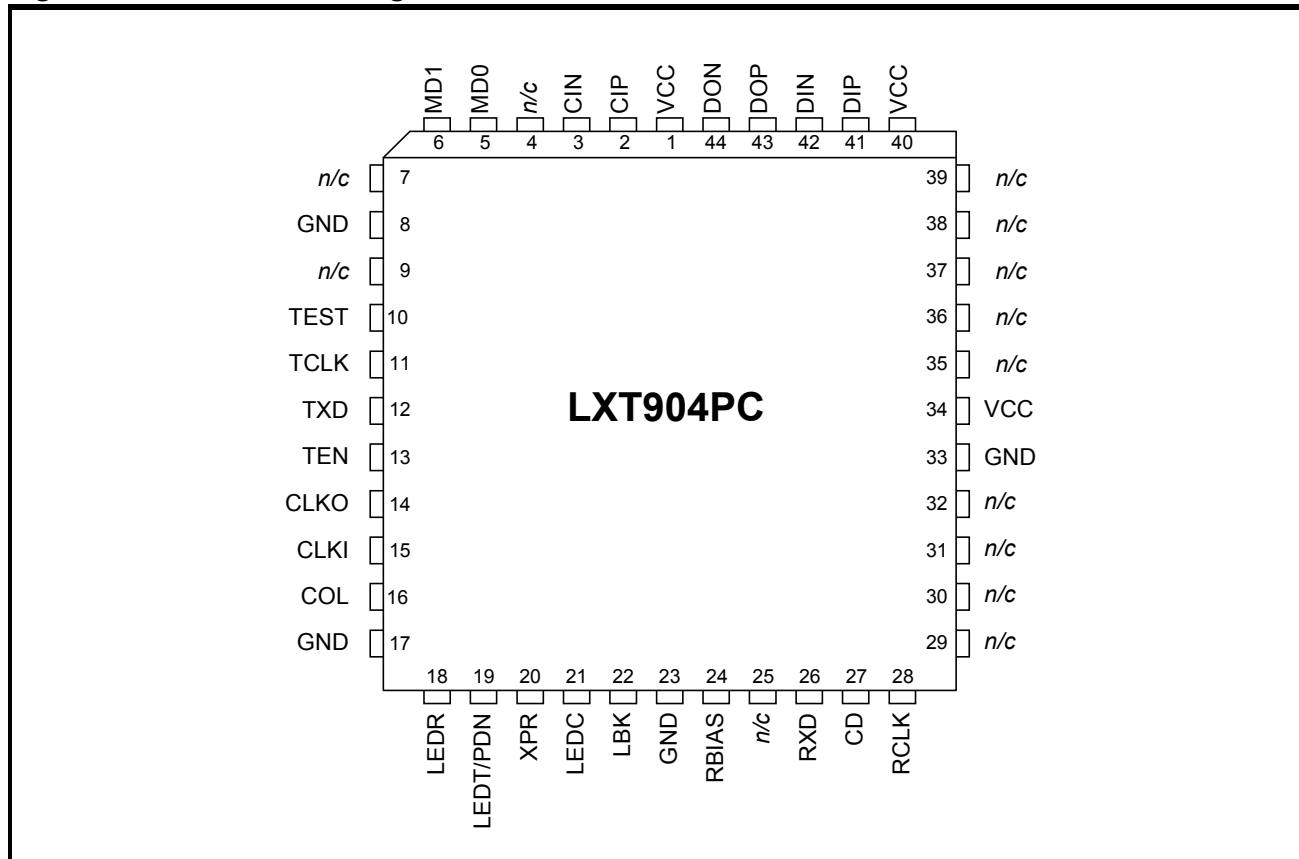 MD1 MD0 n/c CIN CIP VCC DON DOP DIN DIP VCC
6 5 4 3 2 1 44 43 42 41 40
n/c 7 39 n/c
GND 8 38 n/c
n/c 9 37 n/c
TEST 10 36 n/c
TCLK 11 35 n/c
LXT904PC
TXD 12 34 VCC
TEN 13 33 GND
CLKO 14 32 n/c
CLKI 15 31 n/c
COL 16 30 n/c
GND 17 29 n/c
18 19 20 21 22 23 24 25 26 27 28
LEDR LEDT/PDN XPR LEDC LBK GND RBIAS n/c RXD CD RCLK